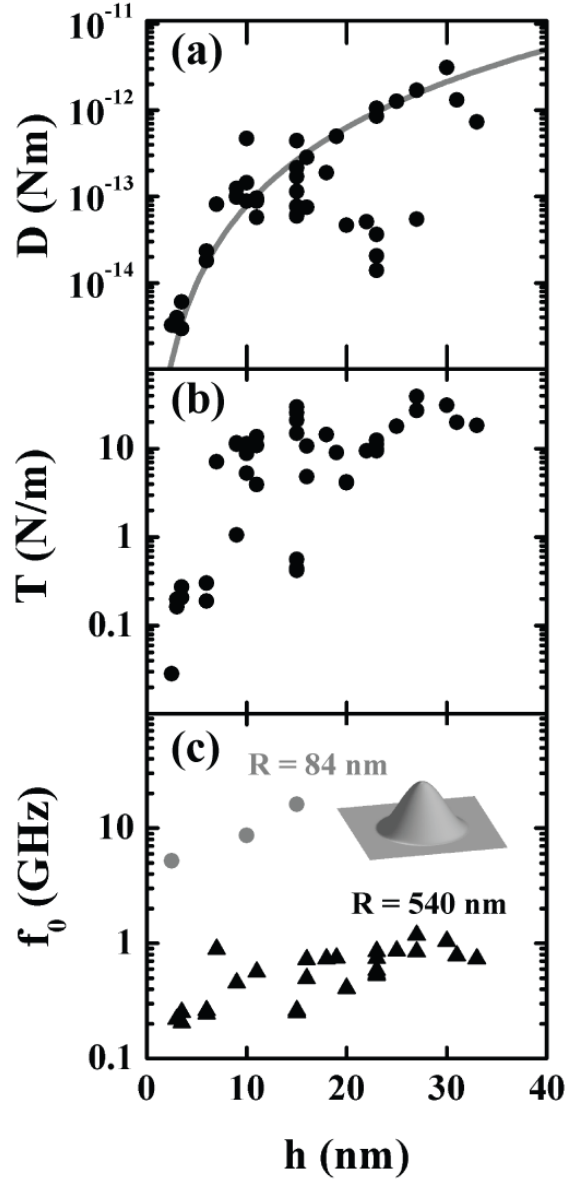 10⁻¹¹
(a)
10⁻¹²
D (Nm)
10⁻¹³
10⁻¹⁴
(b)
10
T (N/m)
1
0.1
(c)
R = 84 nm
10
f₀ (GHz)
R = 540 nm
1
0.1
0 10 20 30 40
h (nm)